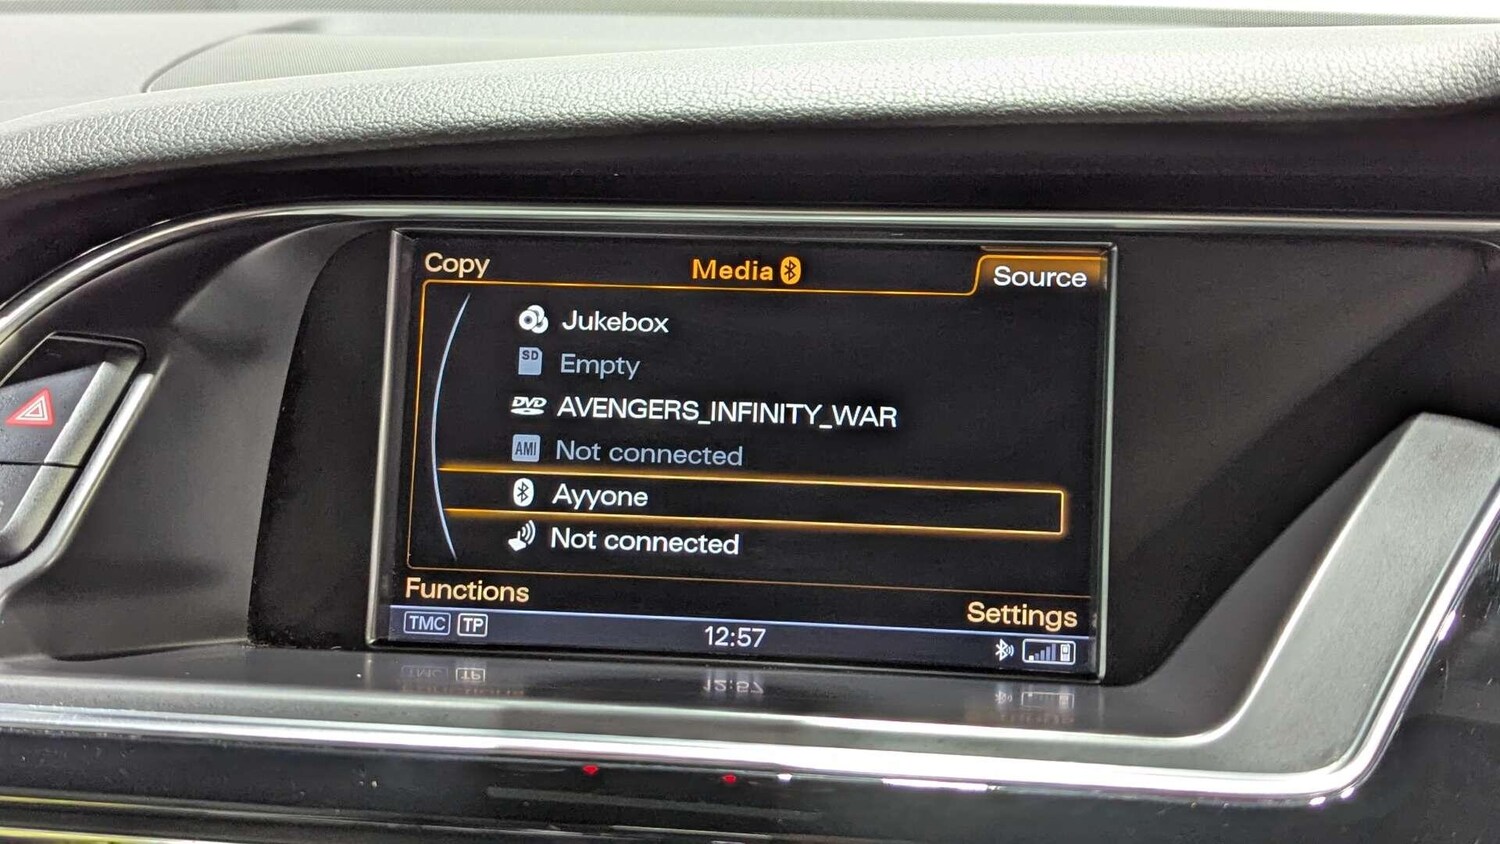 Copy
Media
Source
Jukebox
SD Empty
DVD AVENGERS_INFINITY_WAR
AMI Not connected
Ayyone
Not connected
Functions
Settings
TMC TP
12:57